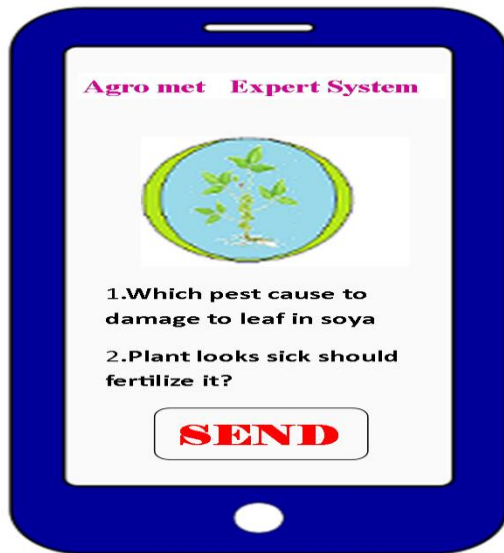 Agro met Expert System
1.Which pest cause to
damage to leaf in soya
2.Plant looks sick should
fertilize it?
SEND